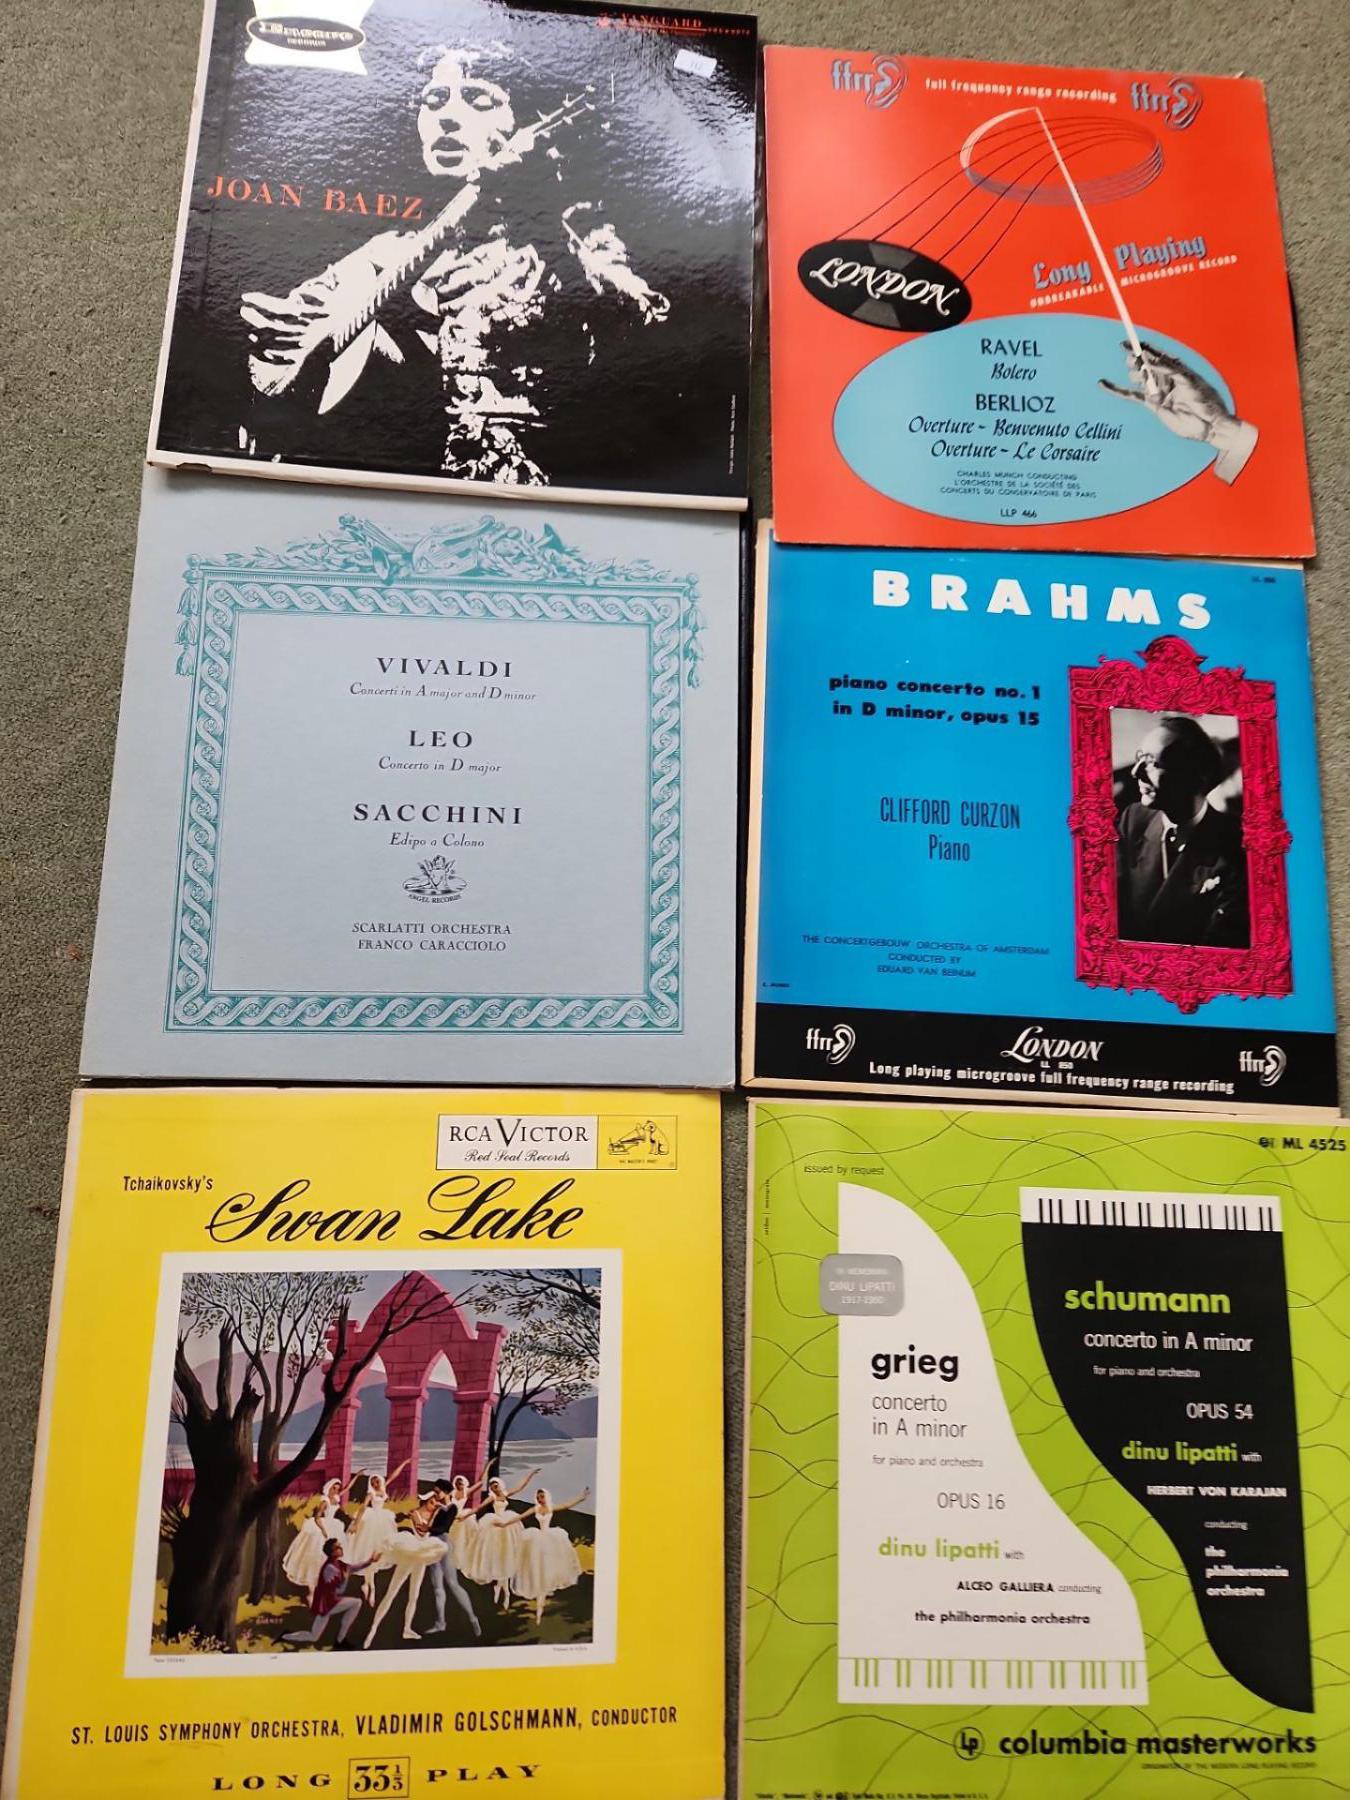 VANGUARD
JOAN BAEZ
ffrr
full frequency range recording
ffrr
LONDON
Long Playing
UNBREAKABLE MICROGROOVE RECORD
RAVEL
Bolero
BERLIOZ
Overture - Benvenuto Cellini
Overture - Le Corsaire
CHARLES MUNCH CONDUCTING
L'ORCHESTRE DE LA SOCIÉTÉ DES
CONCERTS DU CONSERVATOIRE DE PARIS
LLP 466
VIVALDI
Concerti in A major and D minor
LEO
Concerto in D major
SACCHINI
Edipo a Colono
ANGEL RECORDS
SCARLATTI ORCHESTRA
FRANCO CARACCIOLO
BRAHMS
piano concerto no. 1
in D minor, opus 15
CLIFFORD CURZON
Piano
THE CONCERTGEBOUW ORCHESTRA OF AMSTERDAM
CONDUCTED BY
EDUARD VAN BEINUM
ffrr
LONDON
LL 850
ffrr
Long playing microgroove full frequency range recording
RCA VICTOR
Red Seal Records
Tchaikovsky's
Swan Lake
ST. LOUIS SYMPHONY ORCHESTRA, VLADIMIR GOLSCHMANN, CONDUCTOR
LONG 33 1/3 PLAY
ML 4525
issued by request
IN MEMORIAM
DINU LIPATTI
1917-1950
grieg
concerto
in A minor
for piano and orchestra
OPUS 16
dinu lipatti with
ALCEO GALLIERA conducting
the philharmonia orchestra
schumann
concerto in A minor
for piano and orchestra
OPUS 54
dinu lipatti with
HERBERT VON KARAJAN
conducting
the
philharmonia
orchestra
Lp columbia masterworks